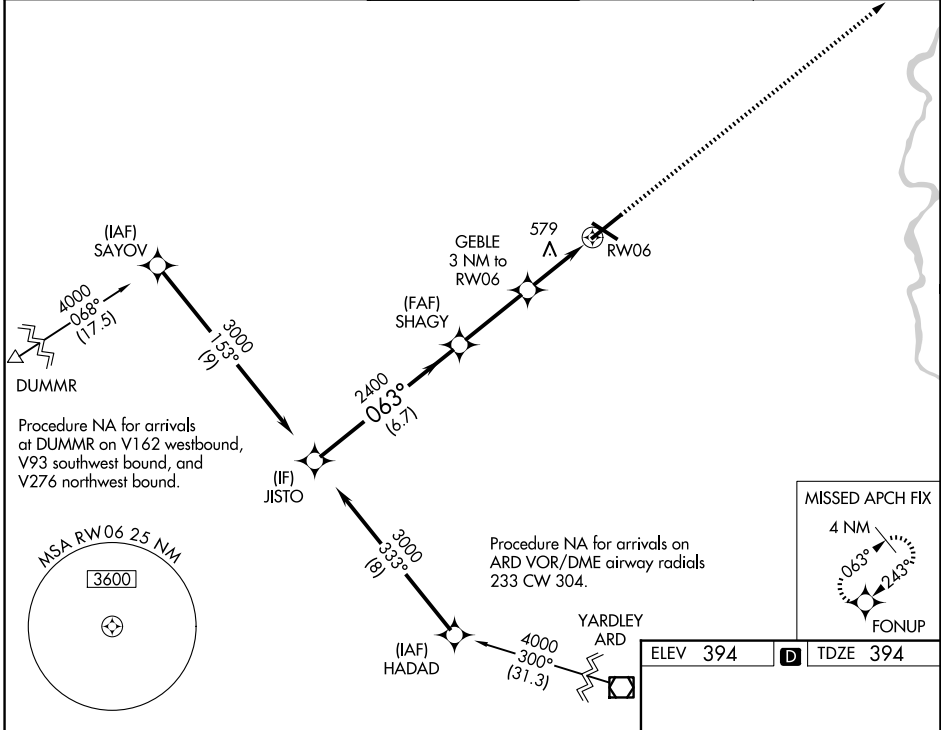 (IAF)
SAYOV
4000
068°
(17.5)
DUMMR
3000
153°
(9)
GEBLE
3 NM to
RW06
579
RW06
(FAF)
SHAGY
2400
063°
(6.7)
Procedure NA for arrivals
at DUMMR on V162 westbound,
V93 southwest bound, and
V276 northwest bound.
(IF)
JISTO
MSA RW06 25 NM
3600
3000
333°
(8)
Procedure NA for arrivals on
ARD VOR/DME airway radials
233 CW 304.
(IAF)
HADAD
4000
300°
(31.3)
YARDLEY
ARD
MISSED APCH FIX
4 NM
063°
243°
FONUP
ELEV 394 D TDZE 394